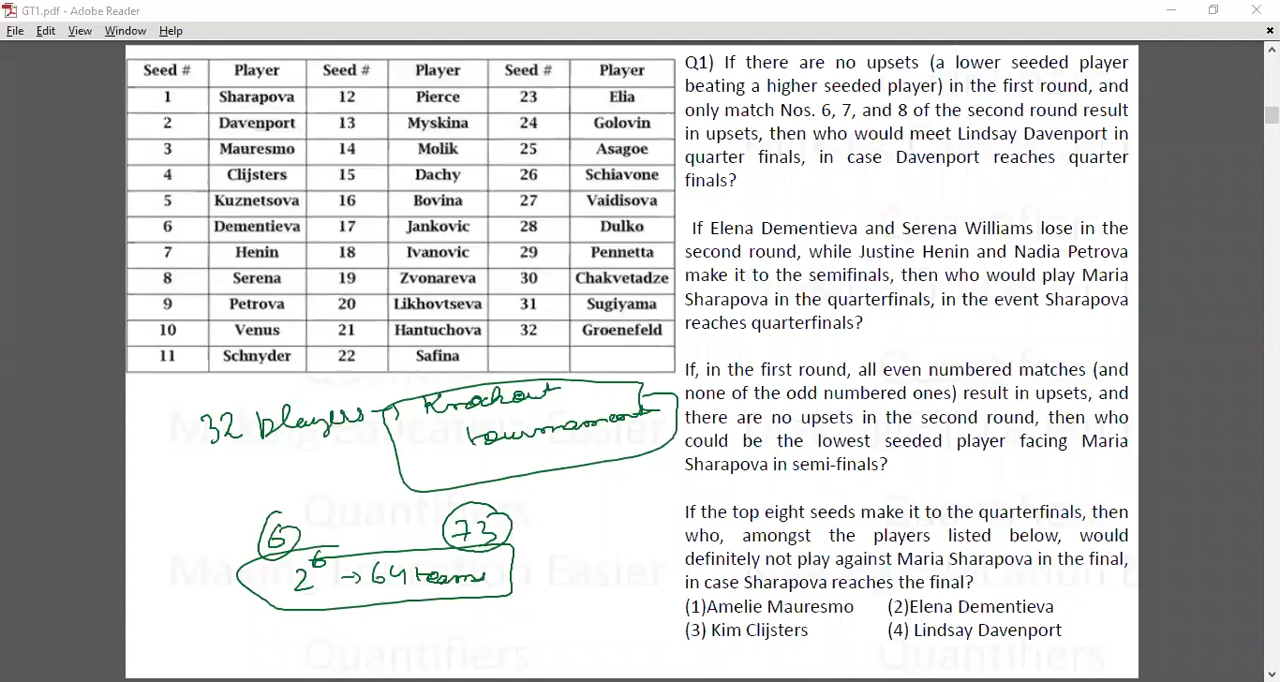 GT1.pdf - Adobe Reader
File Edit View Window Help
Seed # Player Seed # Player Seed # Player
1 Sharapova 12 Pierce 23 Elia
2 Davenport 13 Myskina 24 Golovin
3 Mauresmo 14 Molik 25 Asagoe
4 Clijsters 15 Dachy 26 Schiavone
5 Kuznetsova 16 Bovina 27 Vaidisova
6 Dementieva 17 Jankovic 28 Dulko
7 Henin 18 Ivanovic 29 Pennetta
8 Serena 19 Zvonareva 30 Chakvetadze
9 Petrova 20 Likhovtseva 31 Sugiyama
10 Venus 21 Hantuchova 32 Groenefeld
11 Schnyder 22 Safina
32 players → Knockout
tournament
6 73
2^6 → 64 teams
Q1) If there are no upsets (a lower seeded player
beating a higher seeded player) in the first round, and
only match Nos. 6, 7, and 8 of the second round result
in upsets, then who would meet Lindsay Davenport in
quarter finals, in case Davenport reaches quarter
finals?
If Elena Dementieva and Serena Williams lose in the
second round, while Justine Henin and Nadia Petrova
make it to the semifinals, then who would play Maria
Sharapova in the quarterfinals, in the event Sharapova
reaches quarterfinals?
If, in the first round, all even numbered matches (and
none of the odd numbered ones) result in upsets, and
there are no upsets in the second round, then who
could be the lowest seeded player facing Maria
Sharapova in semi-finals?
If the top eight seeds make it to the quarterfinals, then
who, amongst the players listed below, would
definitely not play against Maria Sharapova in the final,
in case Sharapova reaches the final?
(1)Amelie Mauresmo (2)Elena Dementieva
(3) Kim Clijsters (4) Lindsay Davenport
Quantifiers
Making Education Easier
Quantifiers